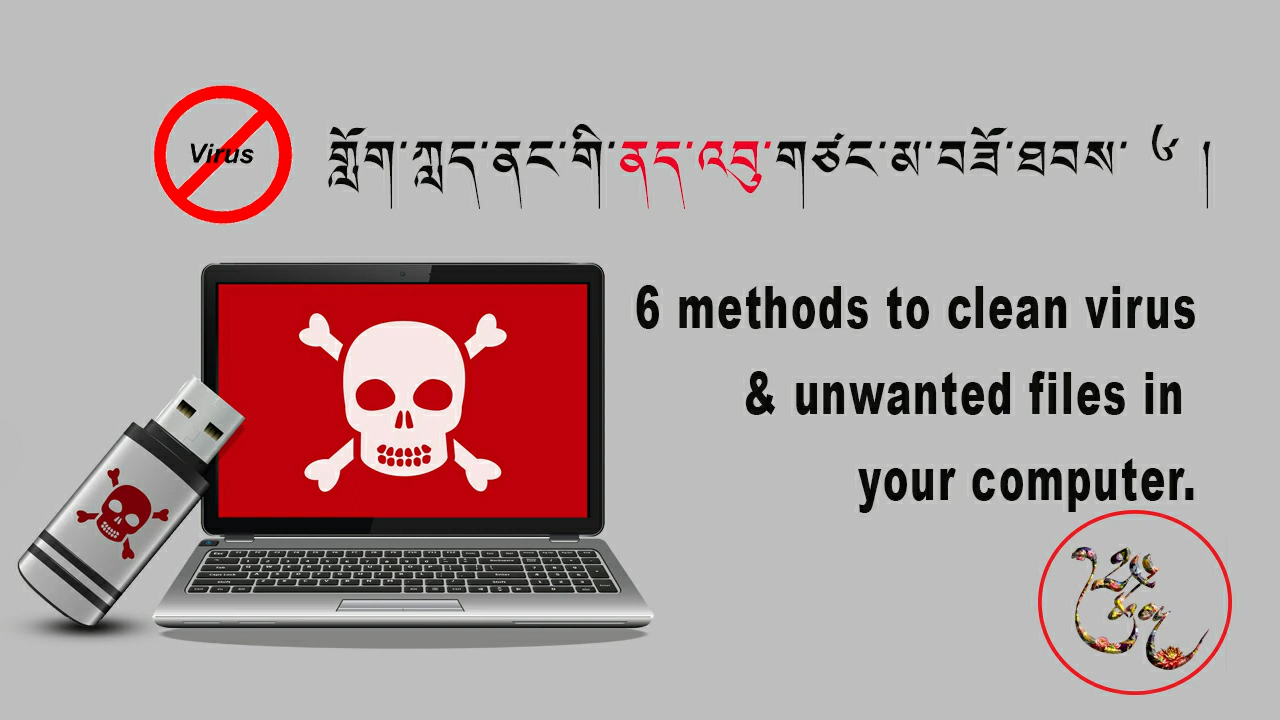 Virus
གློག་ཀླད་ནང་གི་ནད་འབུ་གཙང་མ་བཟོ་ཐབས་ ༦ །
6 methods to clean virus
& unwanted files in
your computer.